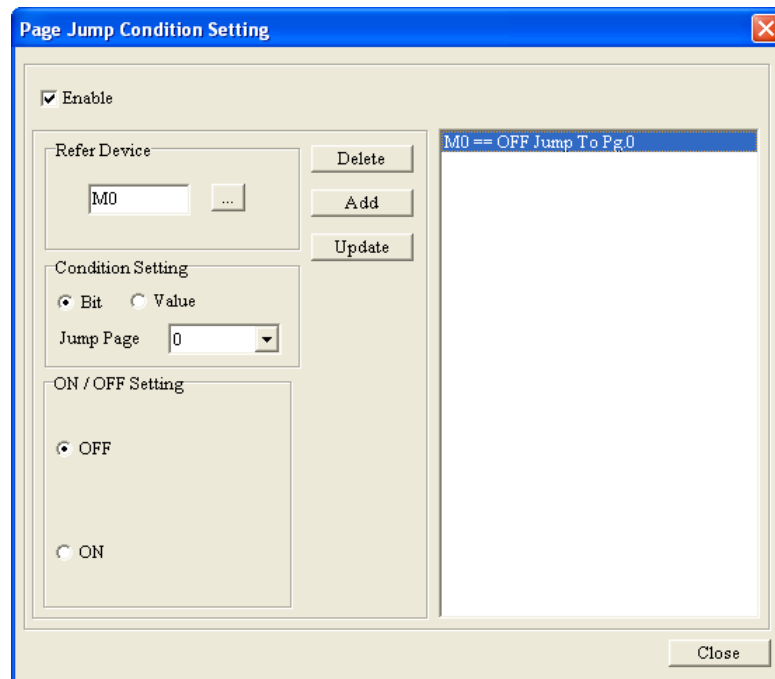 Page Jump Condition Setting
Enable
Refer Device
M0
...
Delete
Add
Update
Condition Setting
Bit
Value
Jump Page
0
ON / OFF Setting
OFF
ON
M0 == OFF Jump To Pg.0
Close